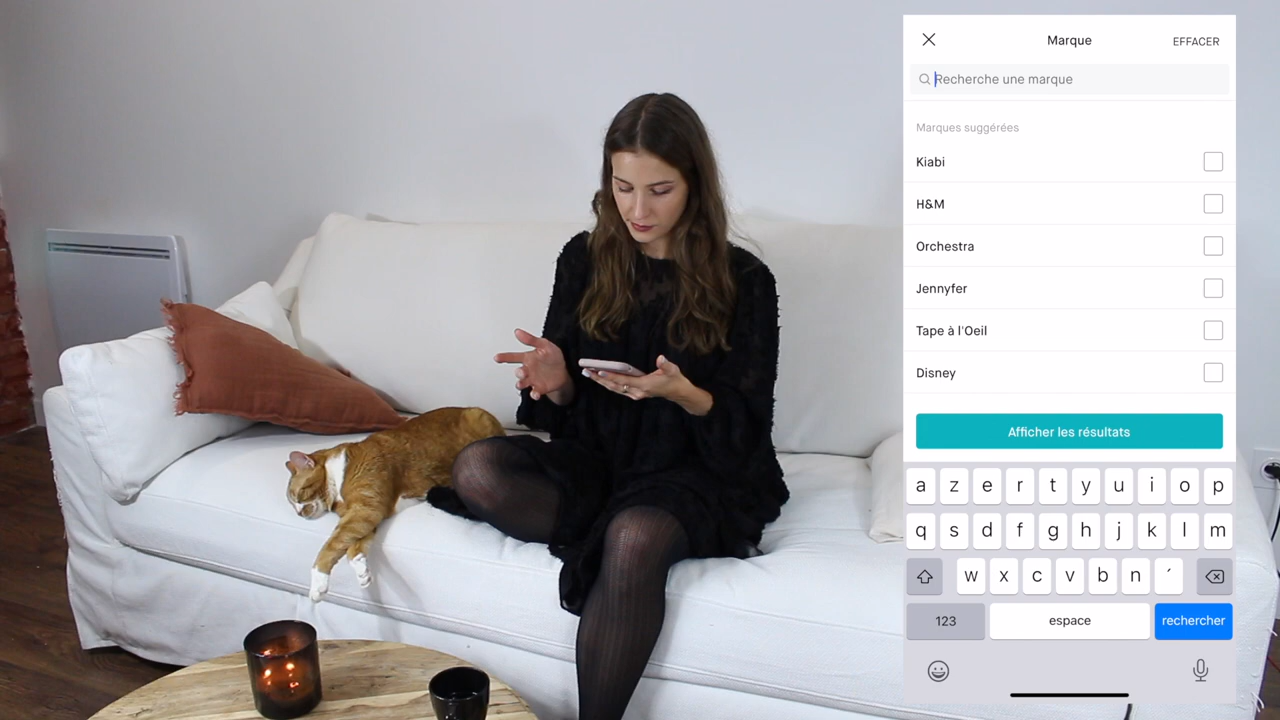 Marque
EFFACER
Recherche une marque
Marques suggérées
Kiabi
H&M
Orchestra
Jennyfer
Tape à l'Oeil
Disney
Afficher les résultats
a z e r t y u i o p
q s d f g h j k l m
w x c v b n ´
123 espace rechercher